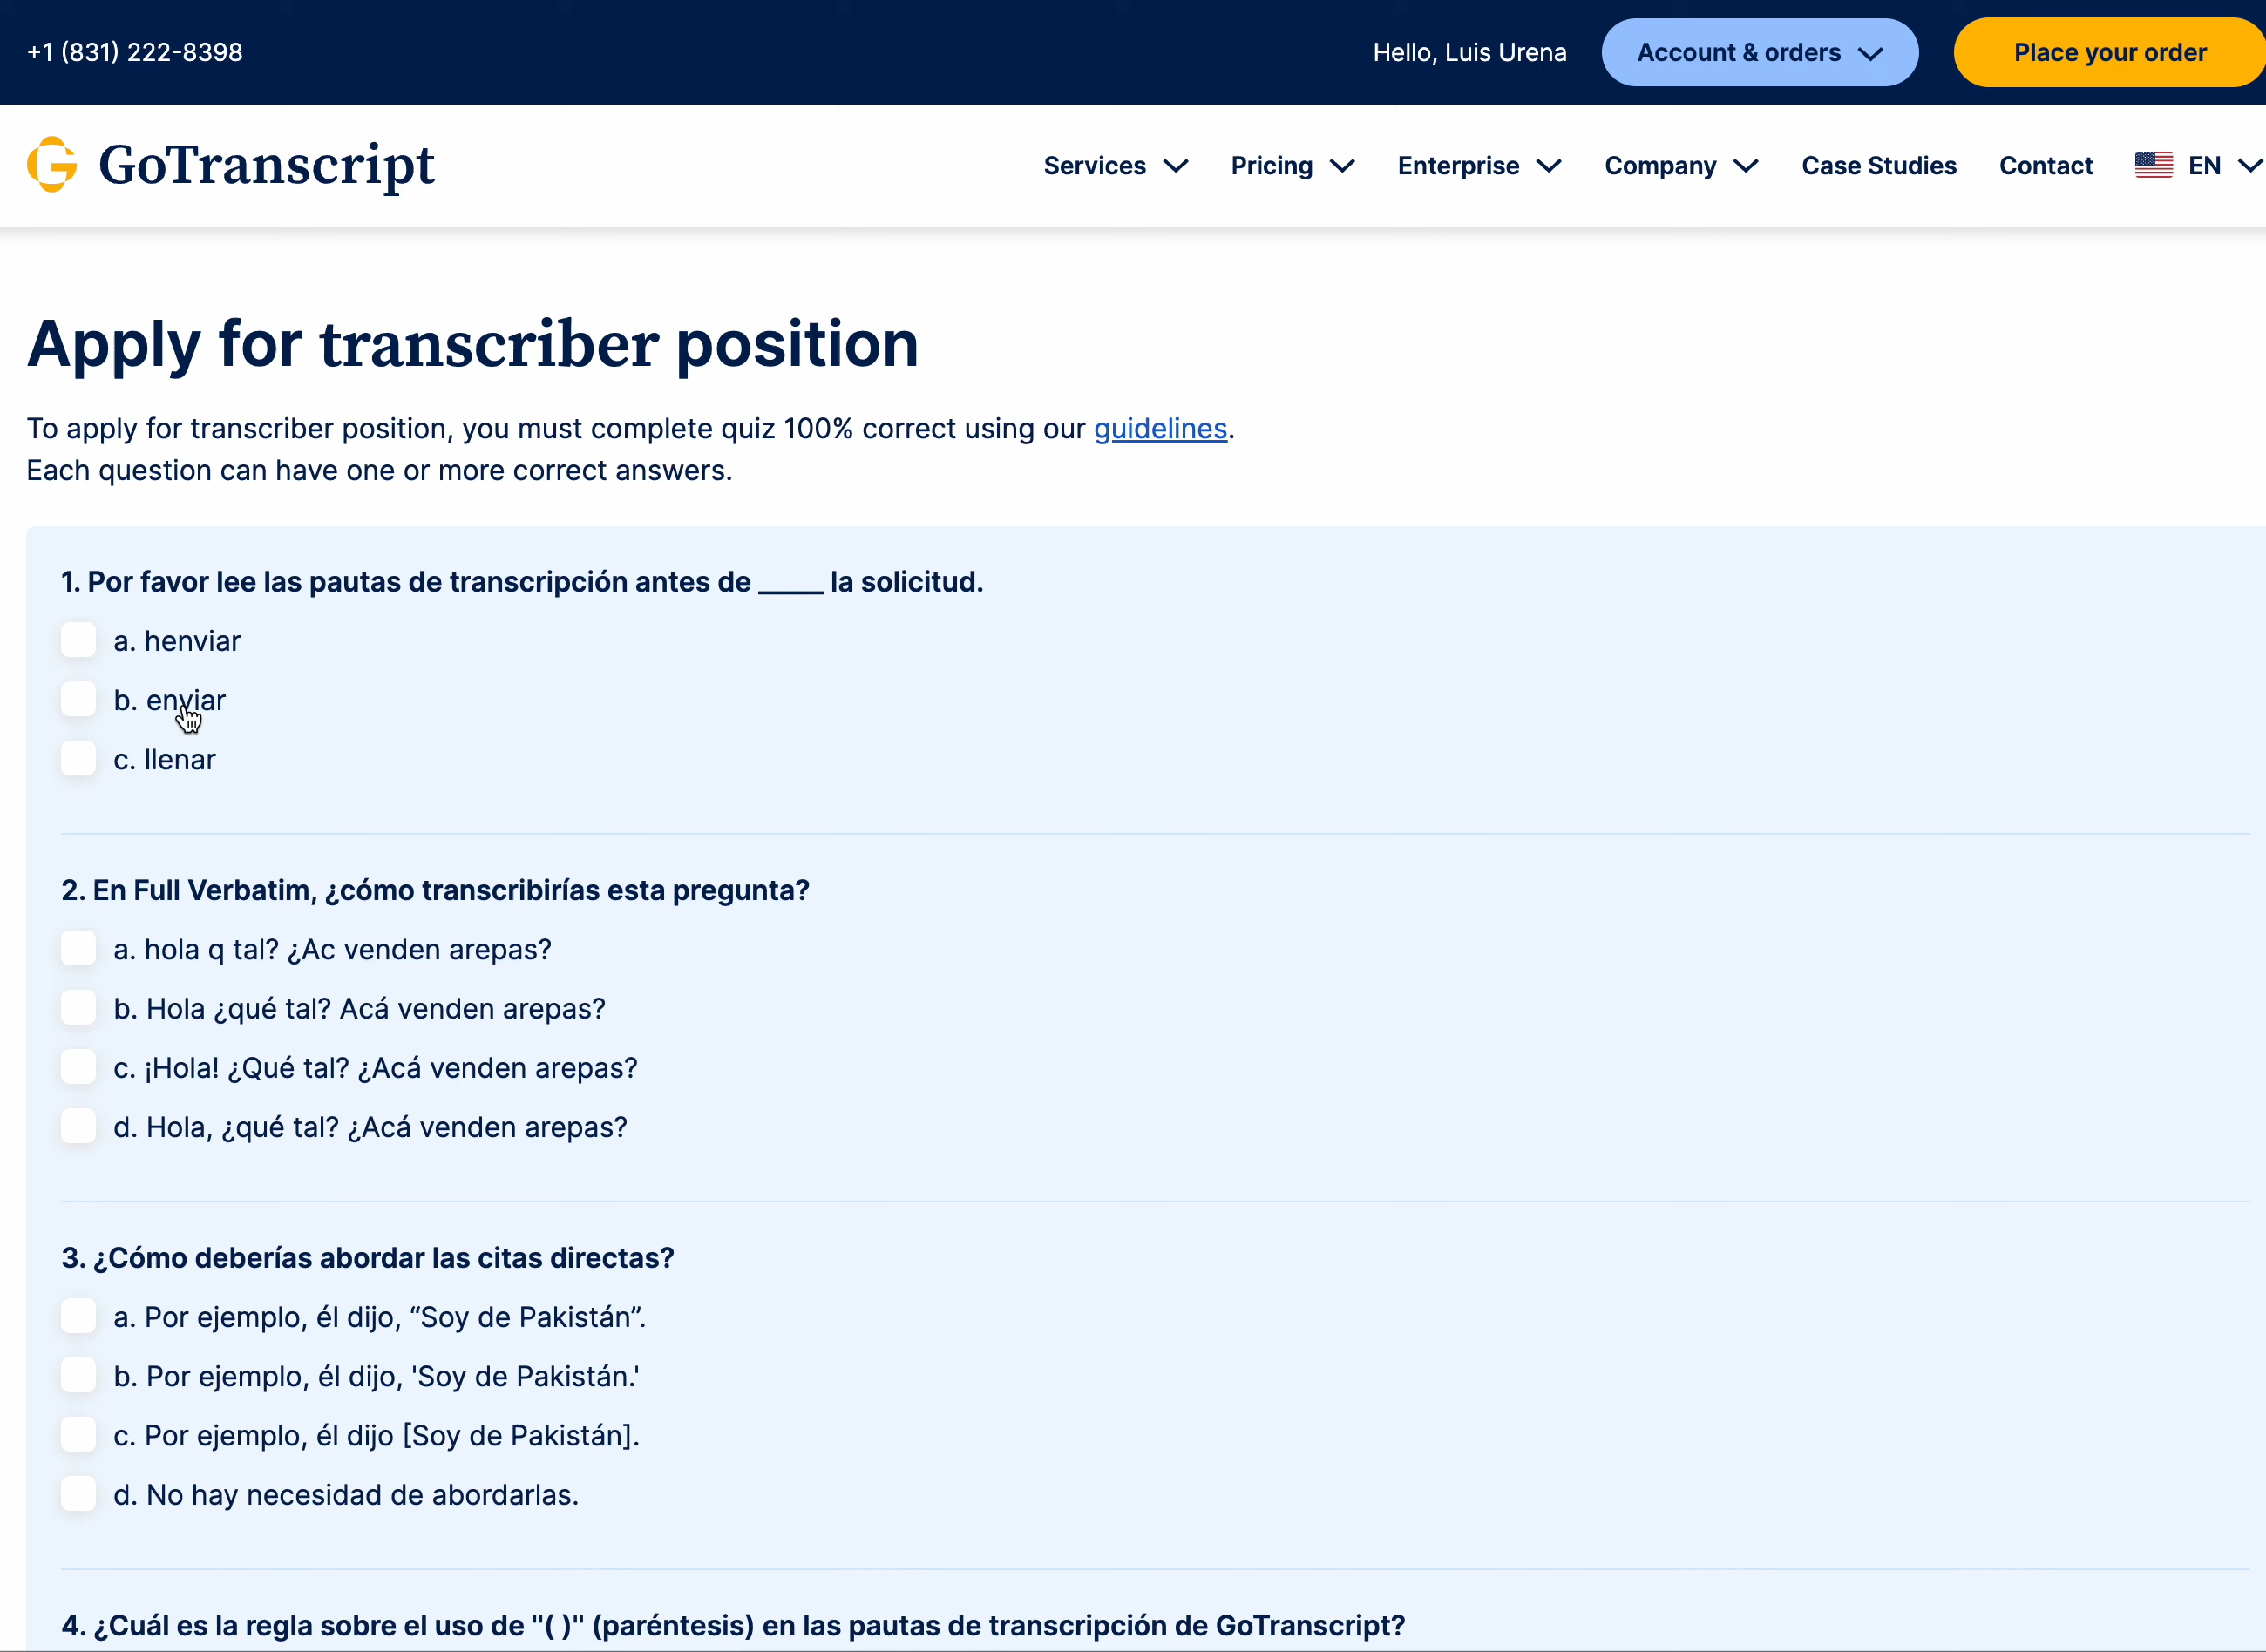 +1 (831) 222-8398
Hello, Luis Urena
Account & orders
Place your order
GoTranscript
Services
Pricing
Enterprise
Company
Case Studies
Contact
EN
Apply for transcriber position
To apply for transcriber position, you must complete quiz 100% correct using our guidelines.
Each question can have one or more correct answers.
1. Por favor lee las pautas de transcripción antes de _____ la solicitud.
a. henviar
b. enviar
c. llenar
2. En Full Verbatim, ¿cómo transcribirías esta pregunta?
a. hola q tal? ¿Ac venden arepas?
b. Hola ¿qué tal? Acá venden arepas?
c. ¡Hola! ¿Qué tal? ¿Acá venden arepas?
d. Hola, ¿qué tal? ¿Acá venden arepas?
3. ¿Cómo deberías abordar las citas directas?
a. Por ejemplo, él dijo, “Soy de Pakistán”.
b. Por ejemplo, él dijo, 'Soy de Pakistán.'
c. Por ejemplo, él dijo [Soy de Pakistán].
d. No hay necesidad de abordarlas.
4. ¿Cuál es la regla sobre el uso de "( )" (paréntesis) en las pautas de transcripción de GoTranscript?